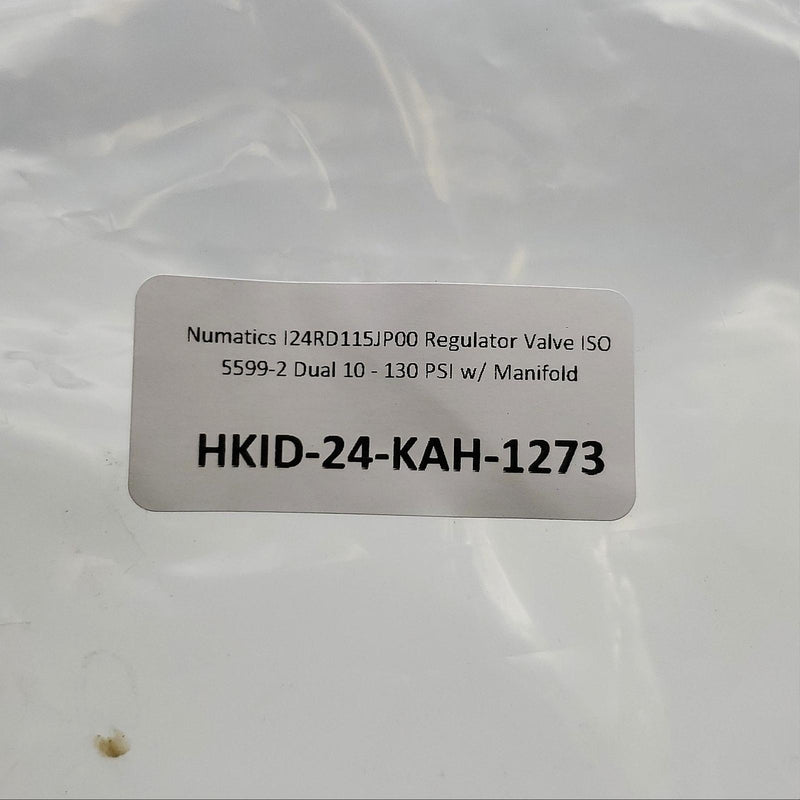 Numatics I24RD115JP00 Regulator Valve ISO
5599-2 Dual 10 - 130 PSI w/ Manifold
HKID-24-KAH-1273